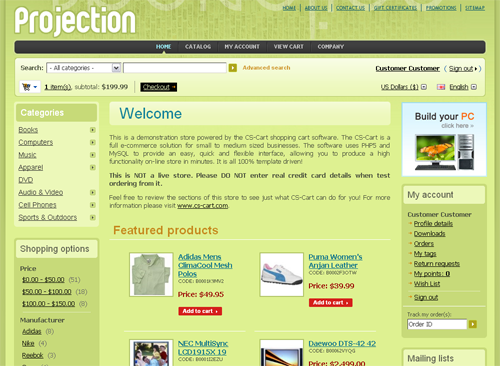 Projection
HOME | ABOUT US | CONTACT US | GIFT CERTIFICATES | PROMOTIONS | SITEMAP
HOME CATALOG MY ACCOUNT VIEW CART COMPANY
Search: - All categories - Advanced search
Customer Customer ( Sign out )
1 item(s), subtotal: $199.99 Checkout
US Dollars ($) English
Categories
Books
Computers
Music
Apparel
DVD
Audio & Video
Cell Phones
Sports & Outdoors
Shopping options
Price
$0.00 - $50.00 (51)
$50.00 - $100.00 (18)
$100.00 - $150.00 (8)
Manufacturer
Adidas (8)
Nike (4)
Reebok (3)
Welcome
This is a demonstration store powered by the CS-Cart shopping cart software. The CS-Cart is a
full e-commerce solution for small to medium sized businesses. The software uses PHP5 and
MySQL to provide an easy, quick and flexible interface, allowing you to produce a high
functionality on-line store in minutes. It is all 100% template driven!
This is NOT a live store. Please DO NOT enter real credit card details when test
ordering from it.
Feel free to review the sections of this store to see just what CS-Cart can do for you! For more
information please visit www.cs-cart.com.
Featured products
Adidas Mens
ClimaCool Mesh
Polos
CODE:
Price: $49.95
Add to cart
Puma Women's
Anjan Leather
CODE:
Price: $39.99
Add to cart
NEC MultiSync
LCD1915X 19
CODE:
Daewoo DTS-42 42
CODE:
Price: $2,499.00
Build your PC
click here »
My account
Customer Customer
Profile details
Downloads
Orders
My tags
Return requests
My points: 0
Wish List
Sign out
Track my order(s):
Order ID
Mailing lists